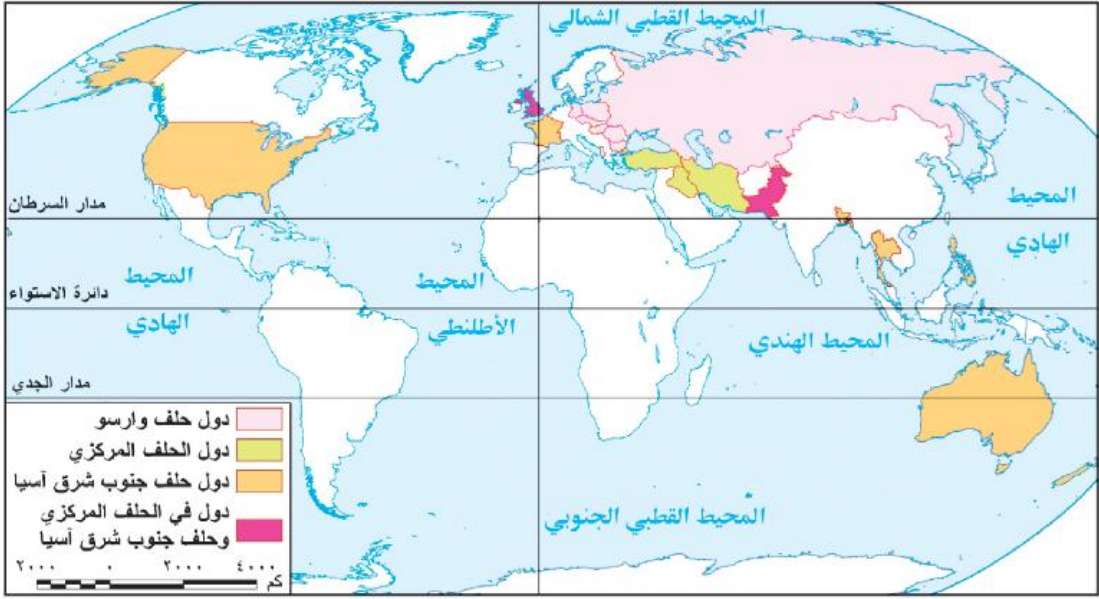 المحيط القطبي الشمالي
المحيط
الهادي
مدار السرطان
المحيط
الهادي
المحيط
الأطلنطي
دائرة الاستواء
المحيط الهندي
مدار الجدي
دول حلف وارسو
دول الحلف المركزي
دول حلف جنوب شرق آسيا
دول في الحلف المركزي
وحلف جنوب شرق آسيا
٢٠٠٠ ٠ ٢٠٠٠ ٤٠٠٠
كم
المحيط القطبي الجنوبي